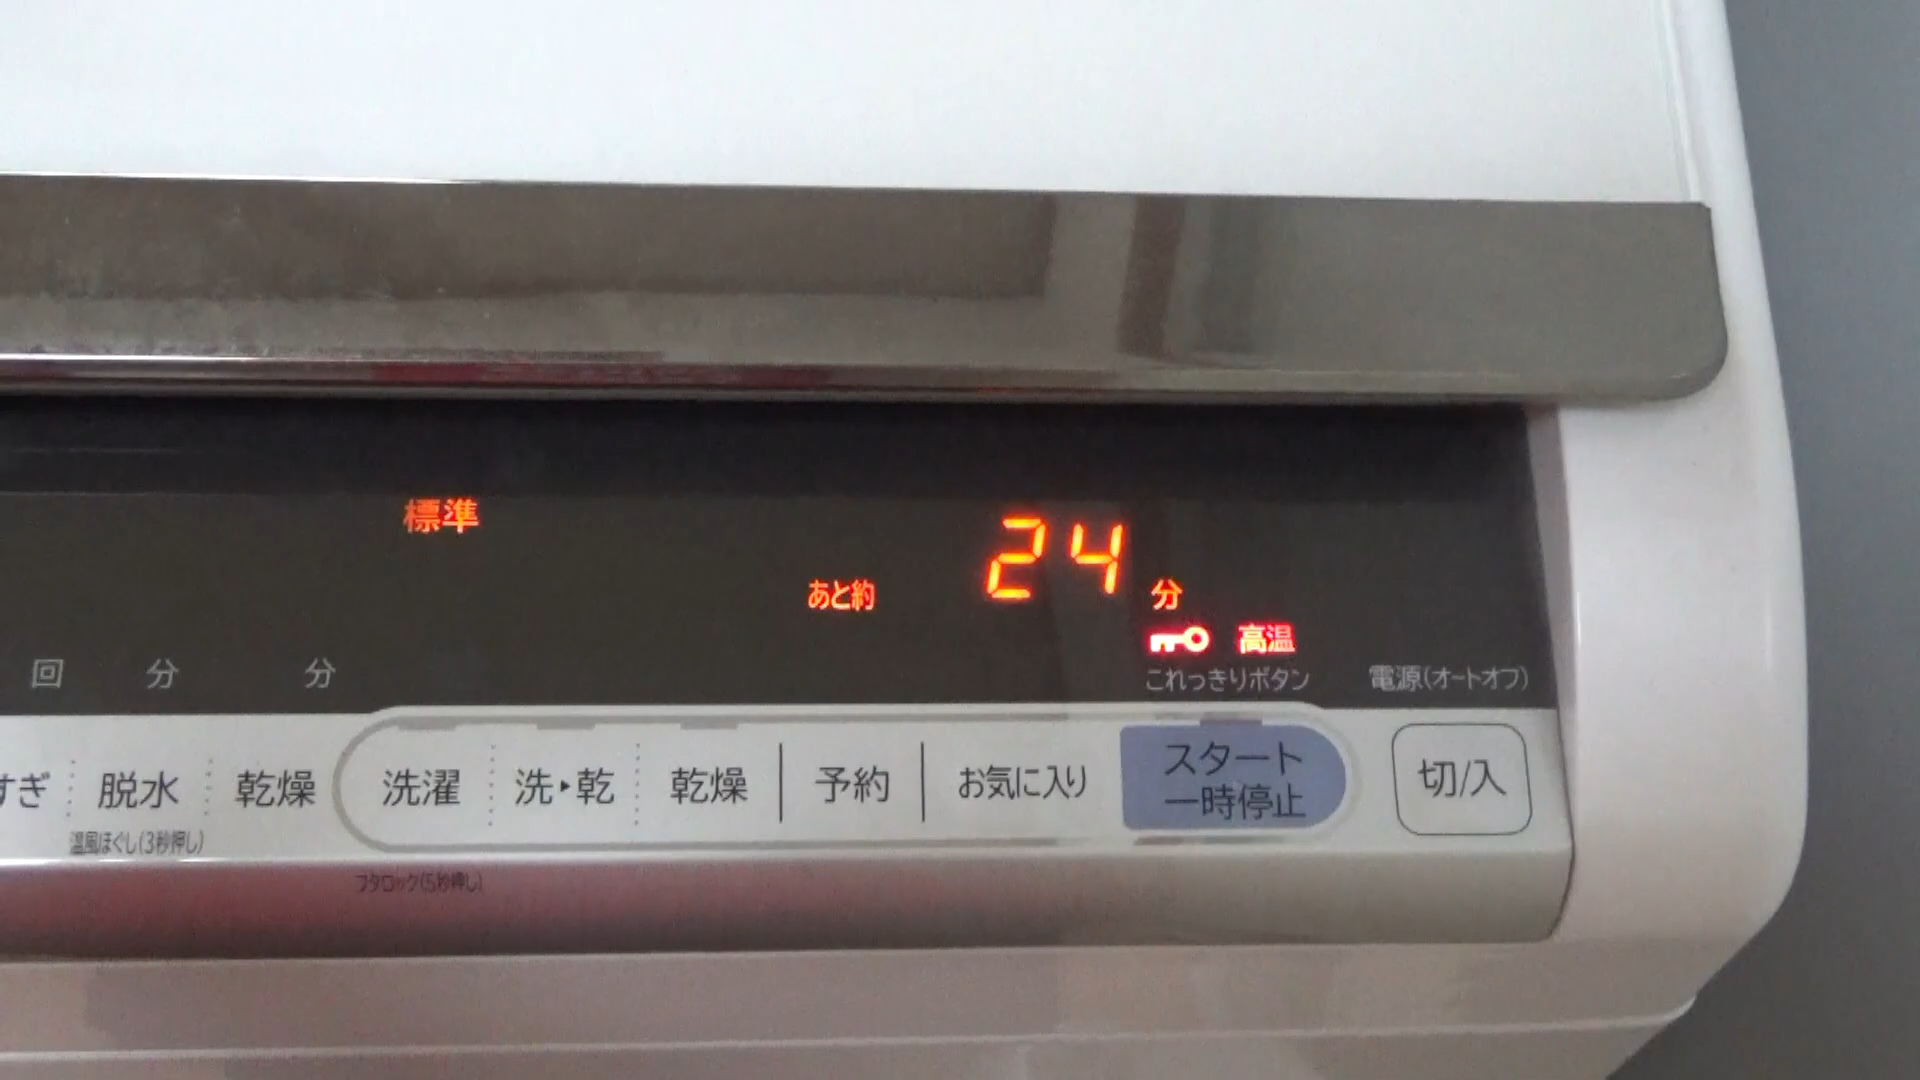 標準
24
あと約 分
高温
回 分 分 これっきりボタン 電源(オートオフ)
すぎ 脱水 乾燥 洗濯 洗▸乾 乾燥 予約 お気に入り スタート 切/入
一時停止
温風ほぐし(3秒押し)
フタロック(5秒押し)